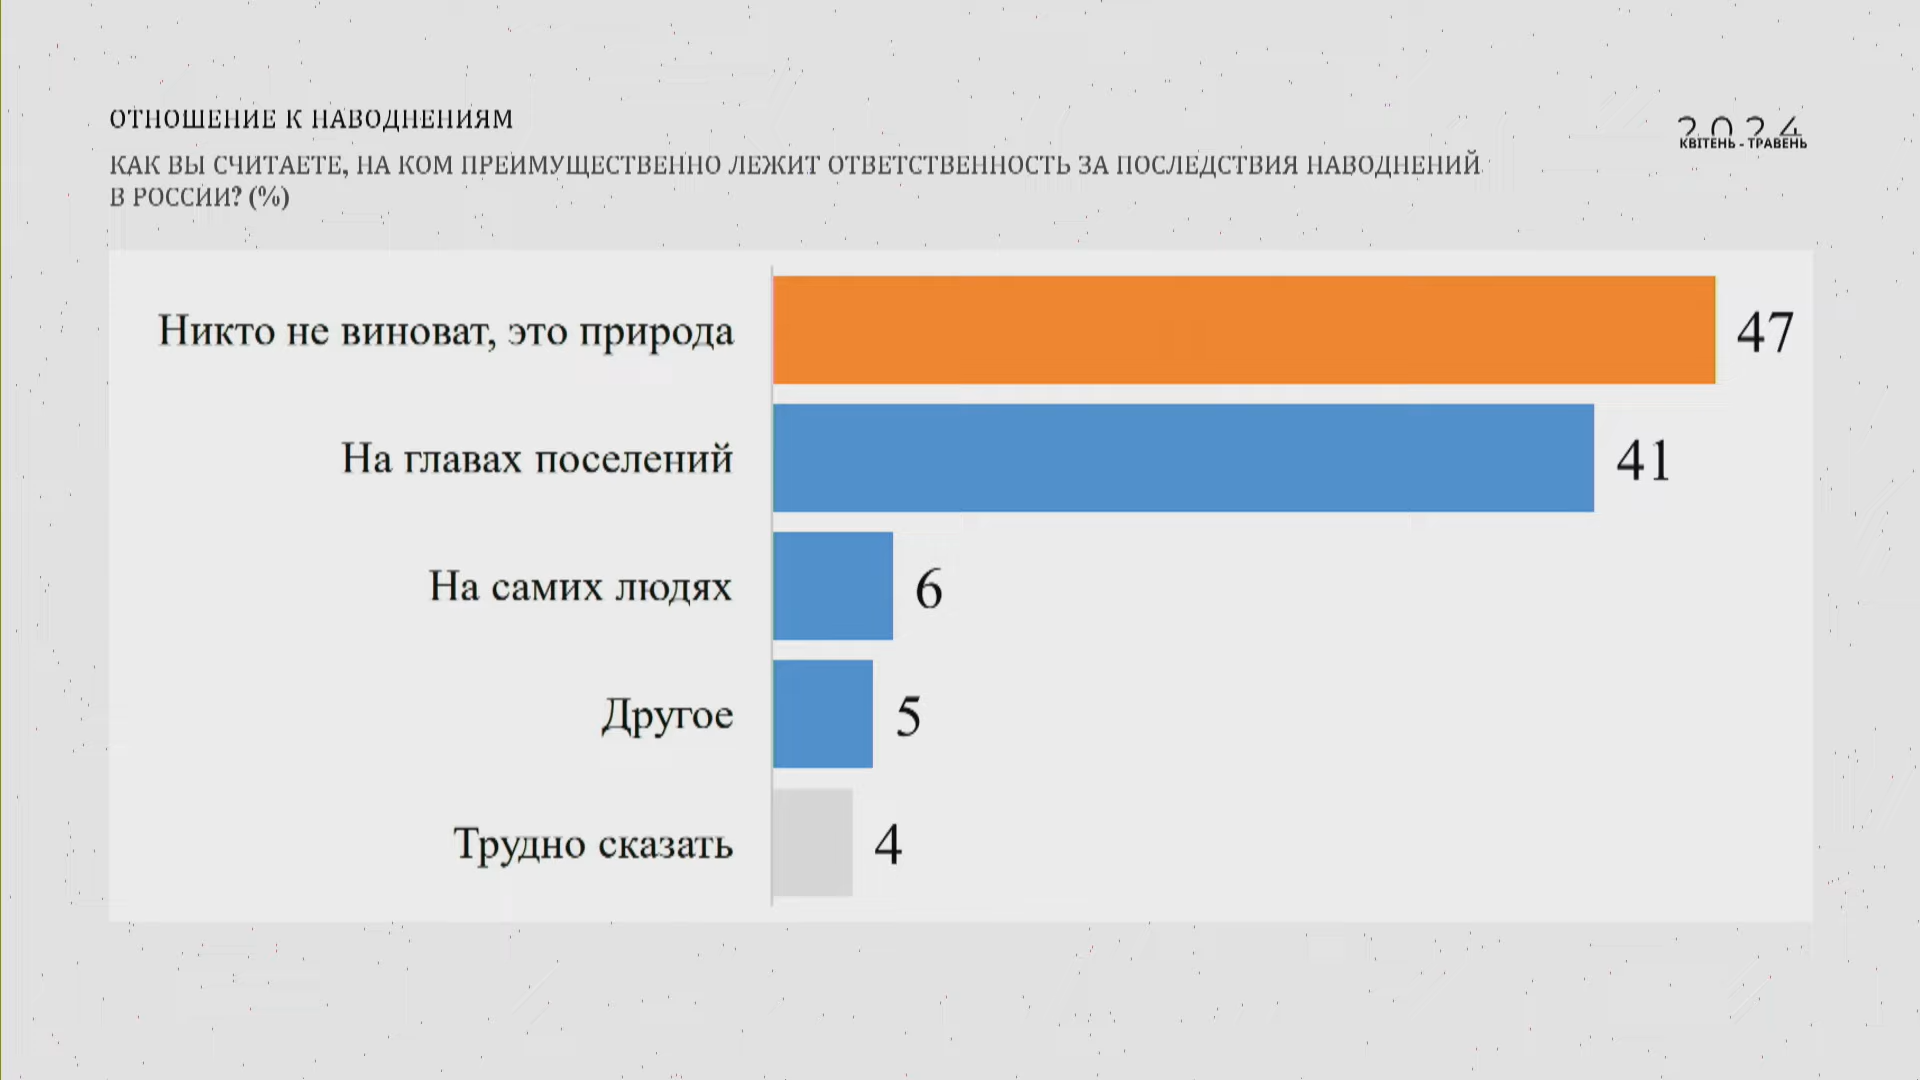 ОТНОШЕНИЕ К НАВОДНЕНИЯМ
2024
КВІТЕНЬ - ТРАВЕНЬ
КАК ВЫ СЧИТАЕТЕ, НА КОМ ПРЕИМУЩЕСТВЕННО ЛЕЖИТ ОТВЕТСТВЕННОСТЬ ЗА ПОСЛЕДСТВИЯ НАВОДНЕНИЙ
В РОССИИ? (%)
Никто не виноват, это природа 47
На главах поселений 41
На самих людях 6
Другое 5
Трудно сказать 4